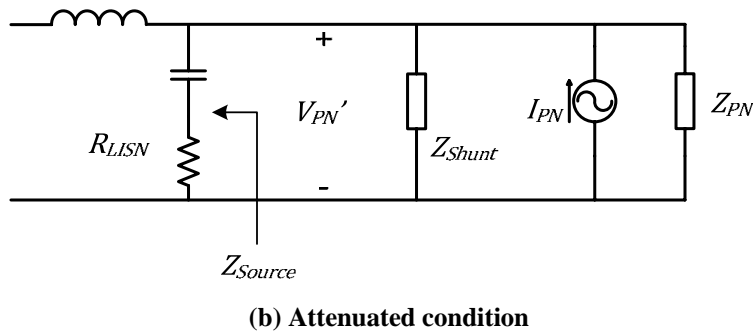 +
V_PN'
-
R_LISN
Z_Source
Z_Shunt
I_PN
Z_PN
(b) Attenuated condition